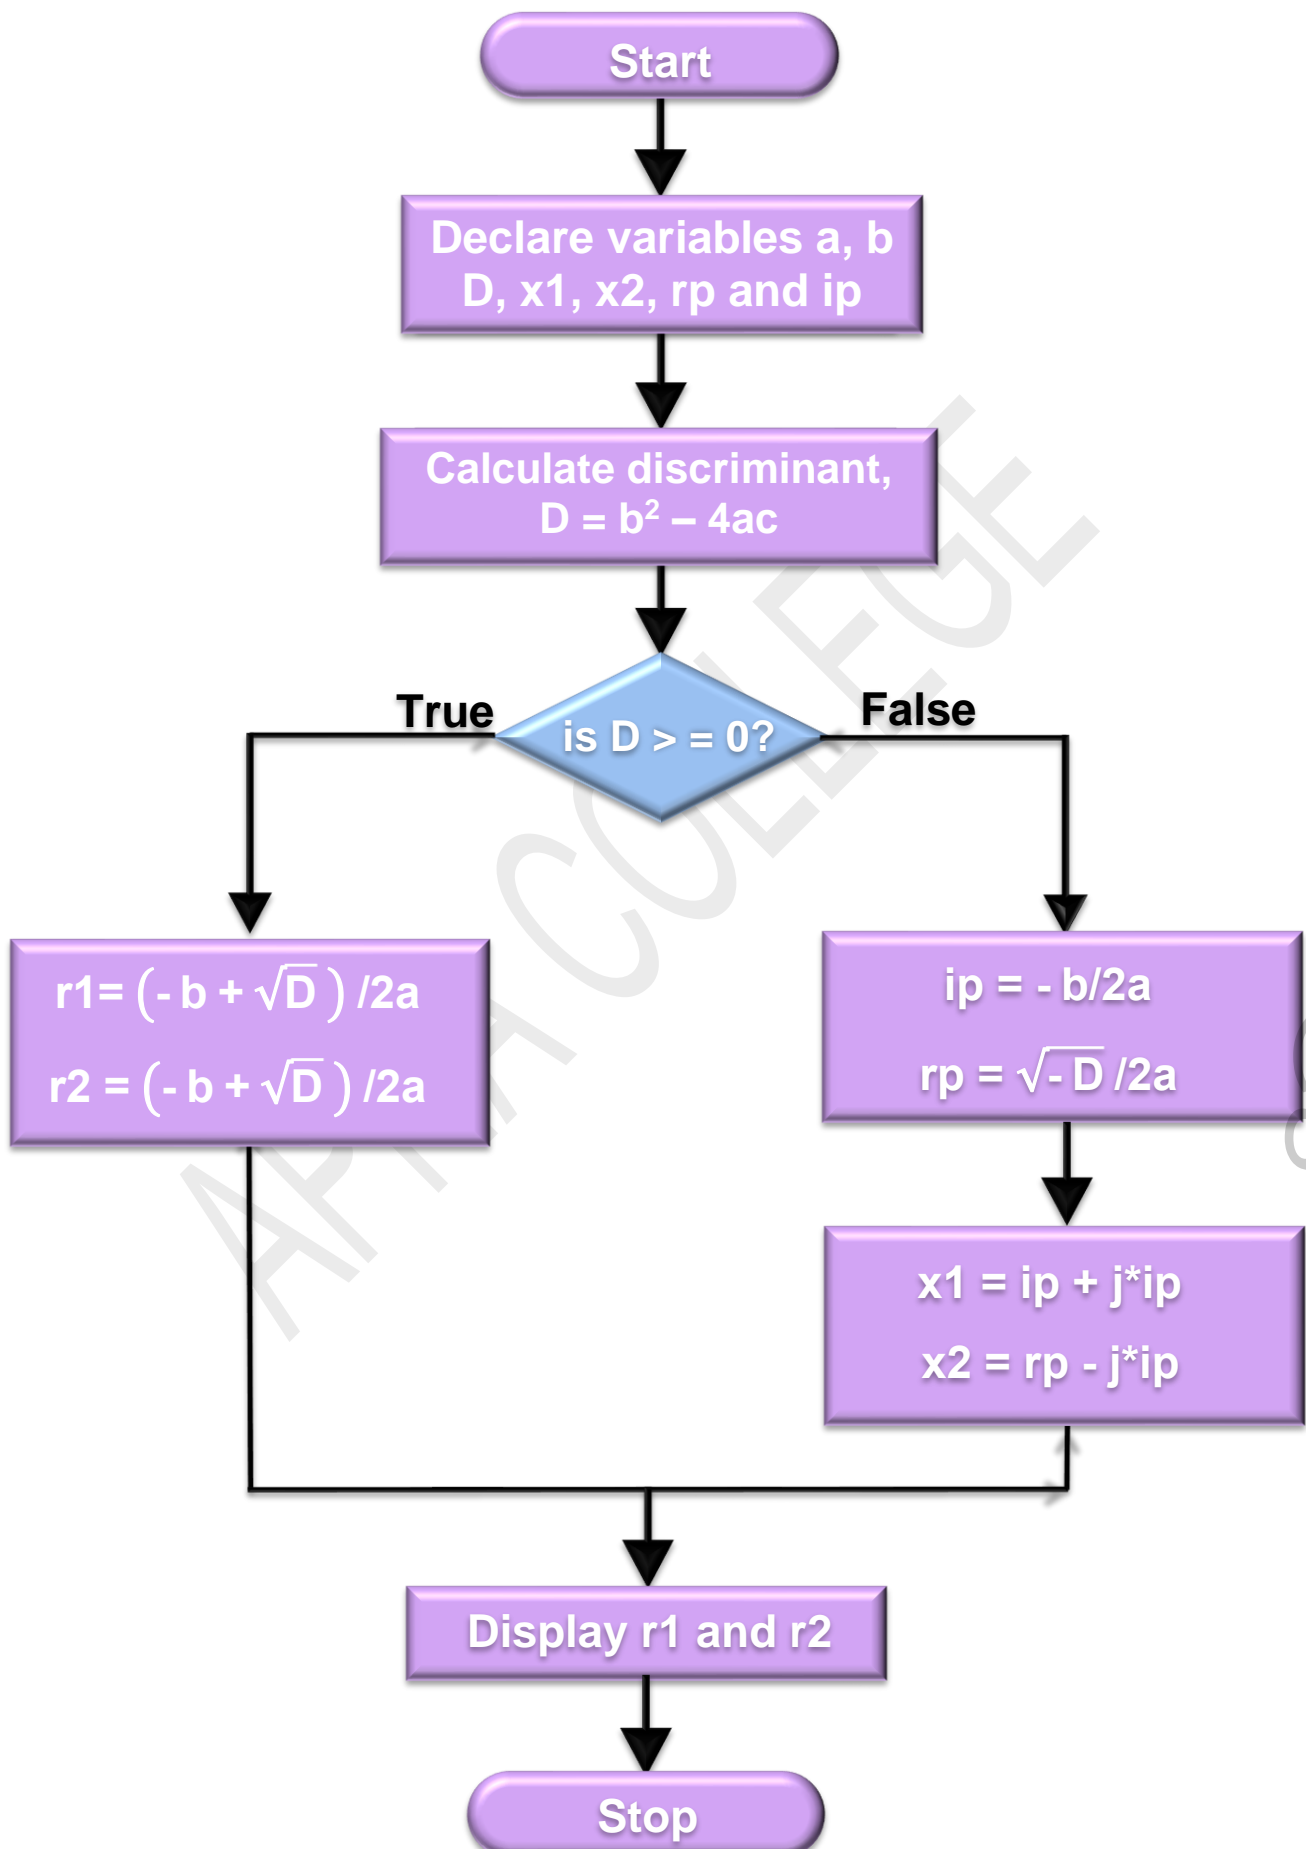 Start
Declare variables a, b
D, x1, x2, rp and ip
Calculate discriminant,
D = b² – 4ac
True
is D > = 0?
False
r1= (- b + √D ) /2a
r2 = (- b + √D ) /2a
ip = - b/2a
rp = √- D /2a
x1 = ip + j*ip
x2 = rp - j*ip
Display r1 and r2
Stop